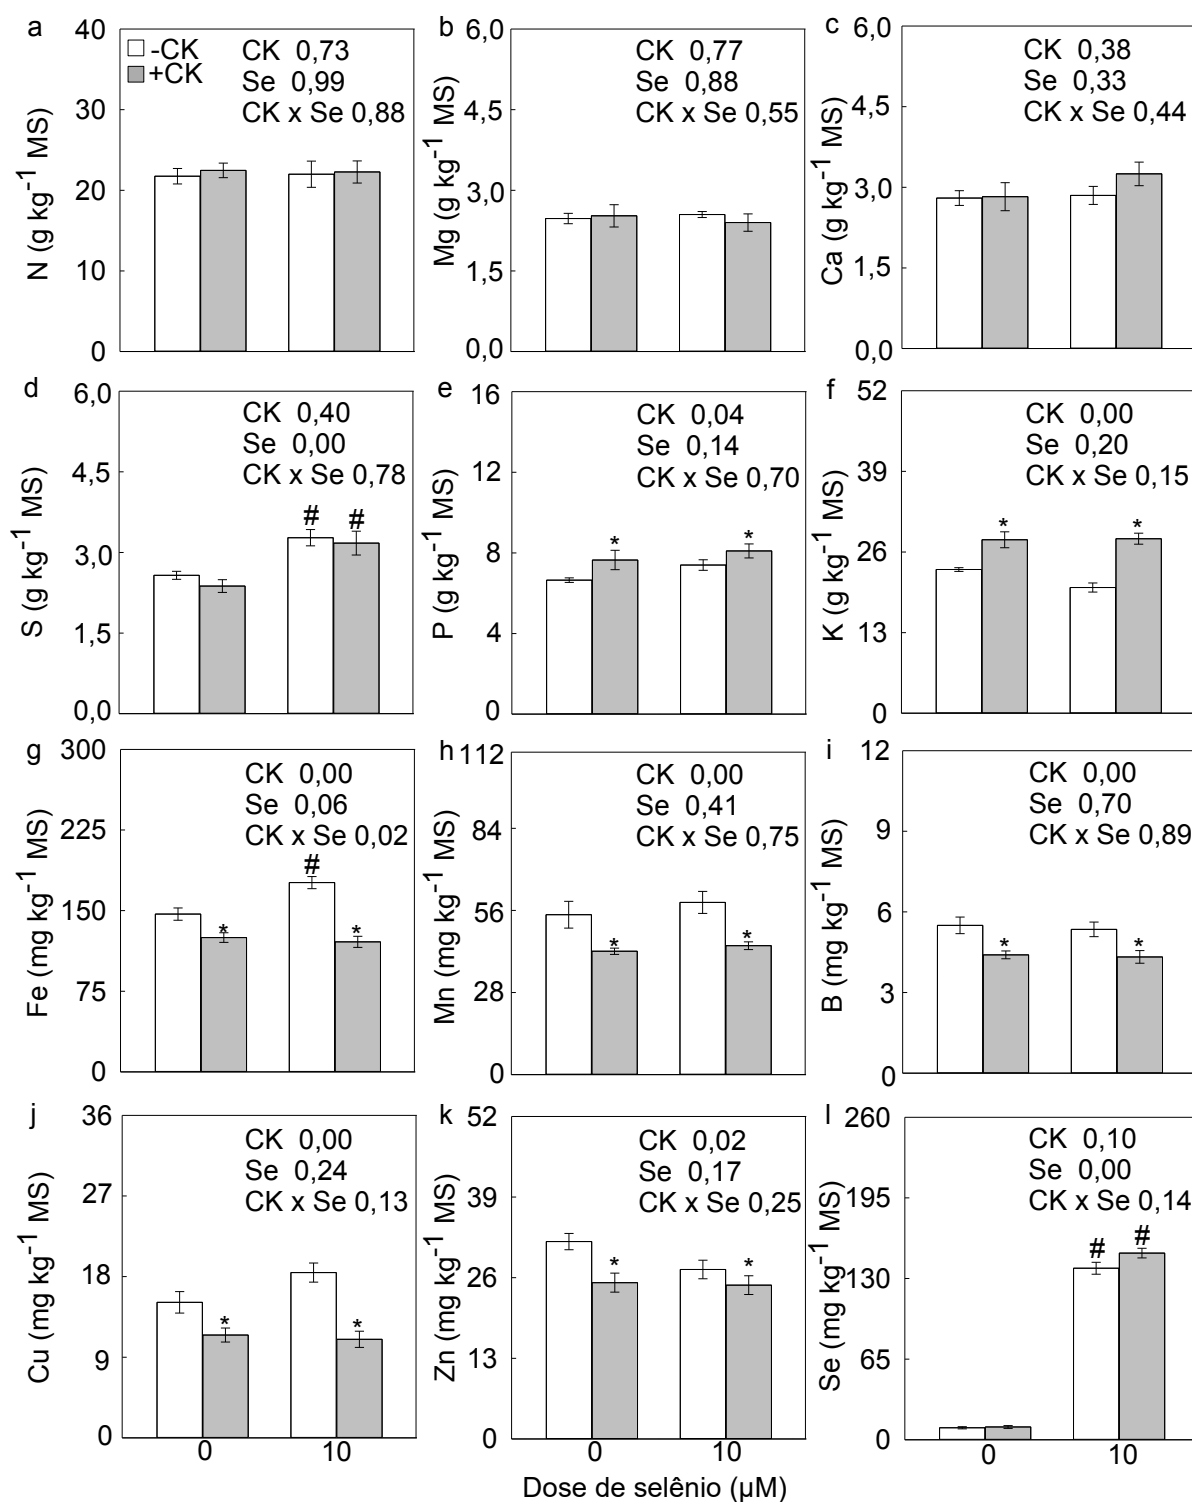 a
40
30
20
10
0
N (g kg⁻¹ MS)
-CK
+CK
CK 0,73
Se 0,99
CK x Se 0,88
b
6,0
4,5
3,0
1,5
0,0
Mg (g kg⁻¹ MS)
CK 0,77
Se 0,88
CK x Se 0,55
c
6,0
4,5
3,0
1,5
0,0
Ca (g kg⁻¹ MS)
CK 0,38
Se 0,33
CK x Se 0,44
d
6,0
4,5
3,0
1,5
0,0
S (g kg⁻¹ MS)
CK 0,40
Se 0,00
CK x Se 0,78
# #
e
16
12
8
4
0
P (g kg⁻¹ MS)
CK 0,04
Se 0,14
CK x Se 0,70
* *
f
52
39
26
13
0
K (g kg⁻¹ MS)
CK 0,00
Se 0,20
CK x Se 0,15
* *
g
300
225
150
75
0
Fe (mg kg⁻¹ MS)
CK 0,00
Se 0,06
CK x Se 0,02
#
* *
h
112
84
56
28
0
Mn (mg kg⁻¹ MS)
CK 0,00
Se 0,41
CK x Se 0,75
* *
i
12
9
6
3
0
B (mg kg⁻¹ MS)
CK 0,00
Se 0,70
CK x Se 0,89
* *
j
36
27
18
9
0
Cu (mg kg⁻¹ MS)
CK 0,00
Se 0,24
CK x Se 0,13
* *
0 10
k
52
39
26
13
0
Zn (mg kg⁻¹ MS)
CK 0,02
Se 0,17
CK x Se 0,25
* *
0 10
l
260
195
130
65
0
Se (mg kg⁻¹ MS)
CK 0,10
Se 0,00
CK x Se 0,14
# #
0 10
Dose de selênio (µM)